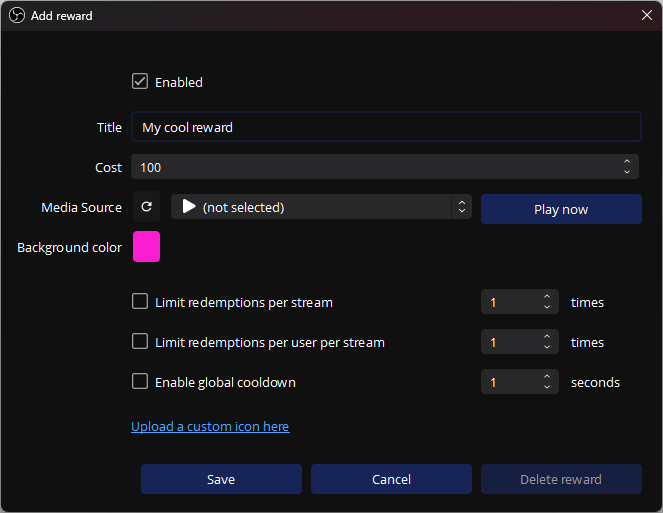 Add reward
Enabled
Title My cool reward
Cost 100
Media Source (not selected) Play now
Background color
Limit redemptions per stream 1 times
Limit redemptions per user per stream 1 times
Enable global cooldown 1 seconds
Upload a custom icon here
Save Cancel Delete reward